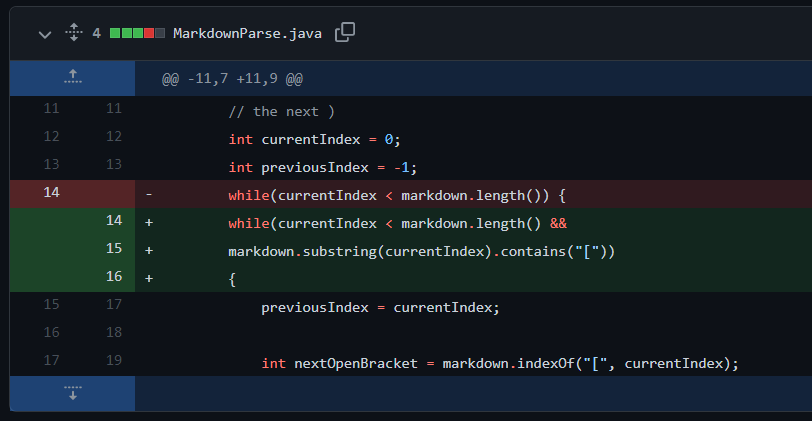 4 MarkdownParse.java
@@ -11,7 +11,9 @@
11 11 // the next )
12 12 int currentIndex = 0;
13 13 int previousIndex = -1;
14 - while(currentIndex < markdown.length()) {
14 + while(currentIndex < markdown.length() &&
15 + markdown.substring(currentIndex).contains("["))
16 + {
15 17 previousIndex = currentIndex;
16 18
17 19 int nextOpenBracket = markdown.indexOf("[", currentIndex);